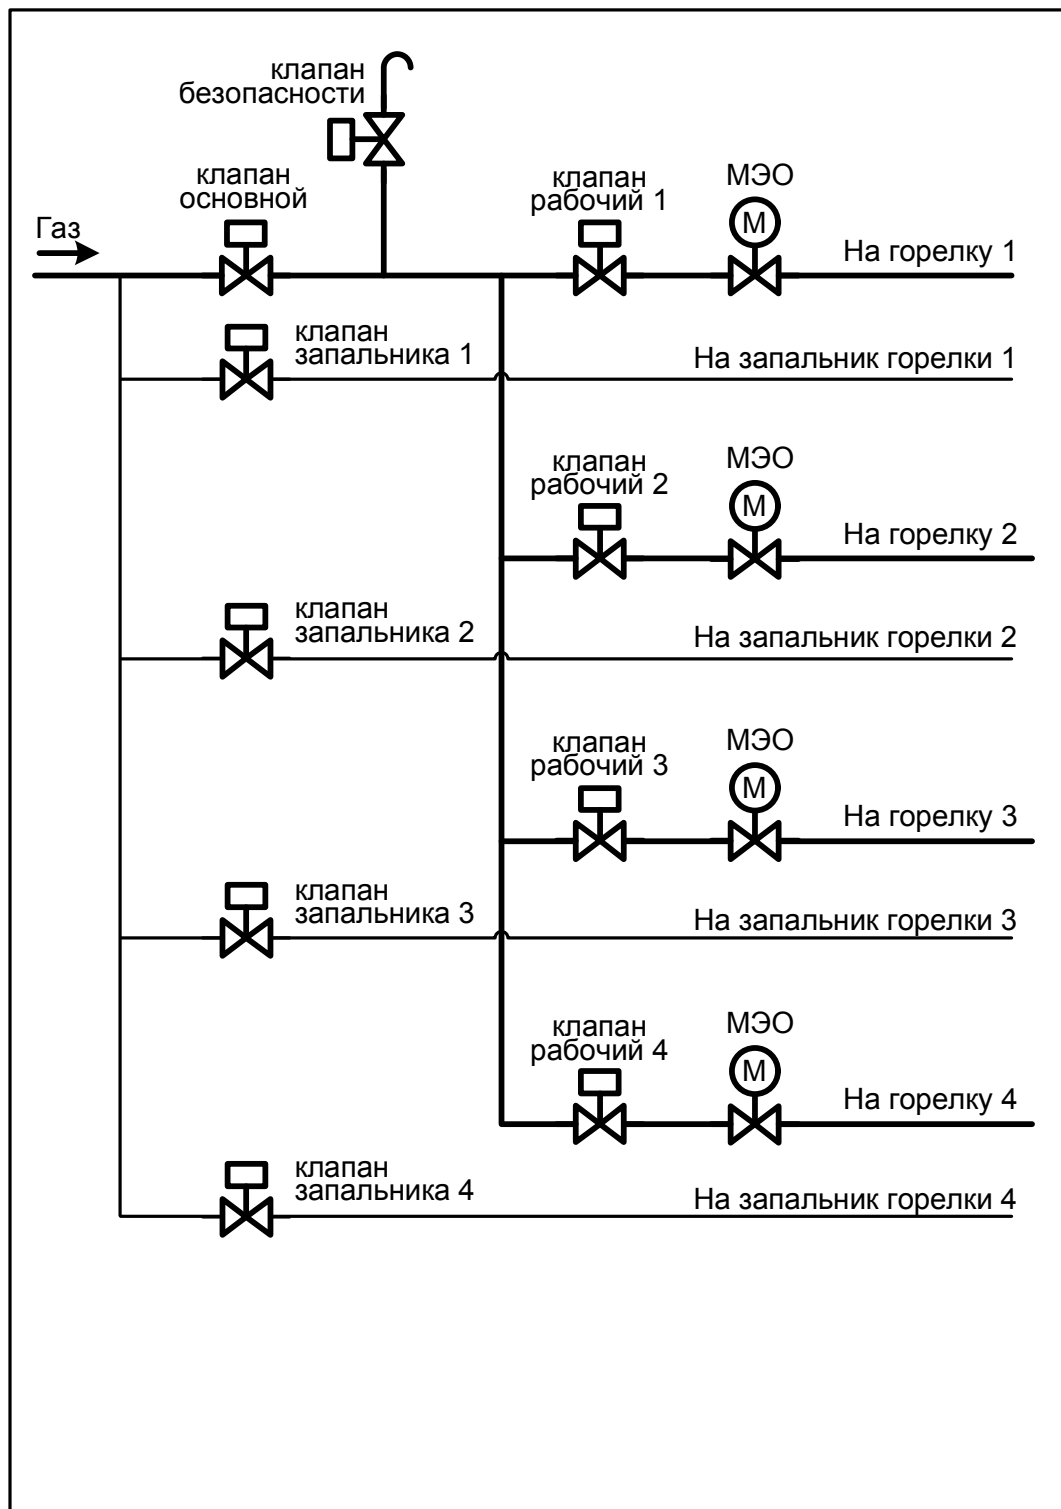 клапан
безопасности
клапан
основной
клапан
рабочий 1
МЭО
М
Газ
На горелку 1
клапан
запальника 1
На запальник горелки 1
клапан
рабочий 2
МЭО
М
На горелку 2
клапан
запальника 2
На запальник горелки 2
клапан
рабочий 3
МЭО
М
На горелку 3
клапан
запальника 3
На запальник горелки 3
клапан
рабочий 4
МЭО
М
На горелку 4
клапан
запальника 4
На запальник горелки 4